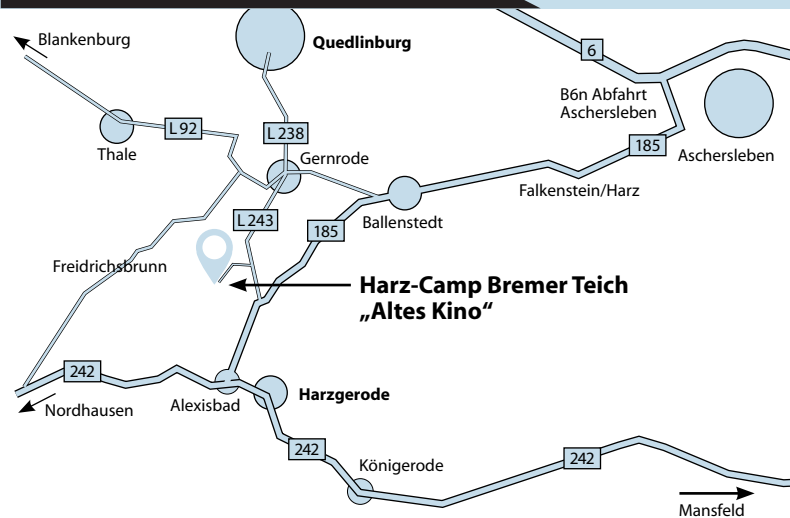 Blankenburg
Quedlinburg
6
B6n Abfahrt
Aschersleben
L 92
L 238
185
Thale
Gernrode
Aschersleben
Falkenstein/Harz
L 243
185
Ballenstedt
Freidrichsbrunn
Harz-Camp Bremer Teich
„Altes Kino“
242
Nordhausen
Alexisbad
Harzgerode
242
Königerode
242
Mansfeld